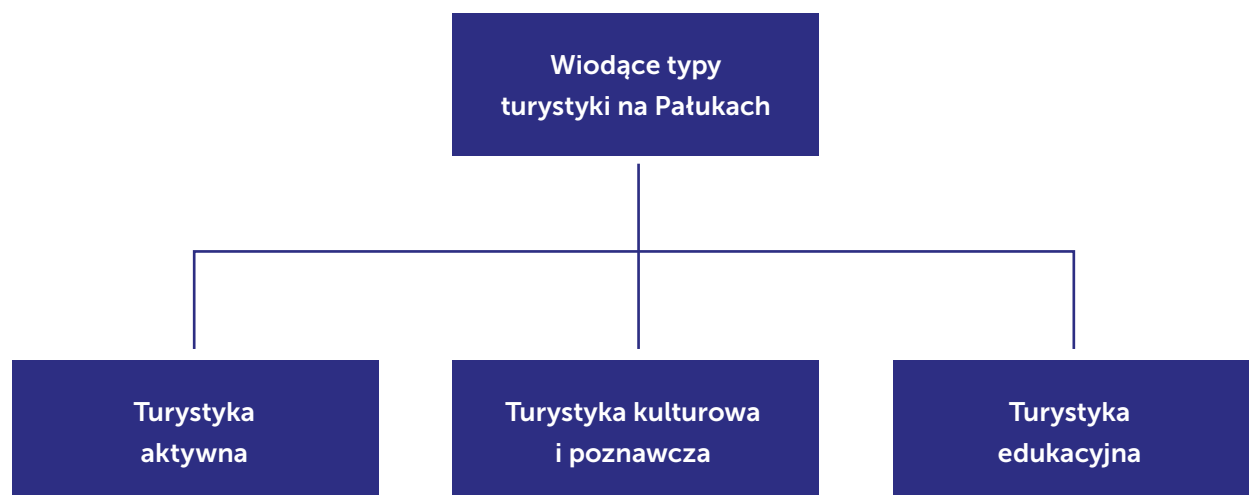 Wiodące typy
turystyki na Pałukach
Turystyka
aktywna
Turystyka kulturowa
i poznawcza
Turystyka
edukacyjna